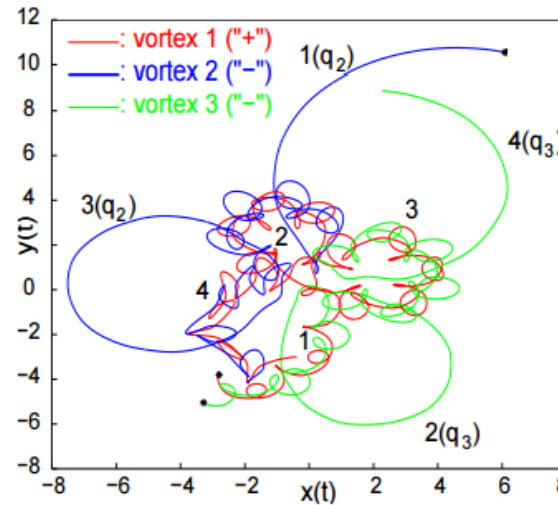 12
10
8
6
4
2
0
−2
−4
−6
−8
y(t)
−8 −6 −4 −2 0 2 4 6 8
x(t)
—: vortex 1 ("+")
—: vortex 2 ("−")
—: vortex 3 ("−")
1(q2)
4(q3)
3(q2)
3
2
4
1
2(q3)